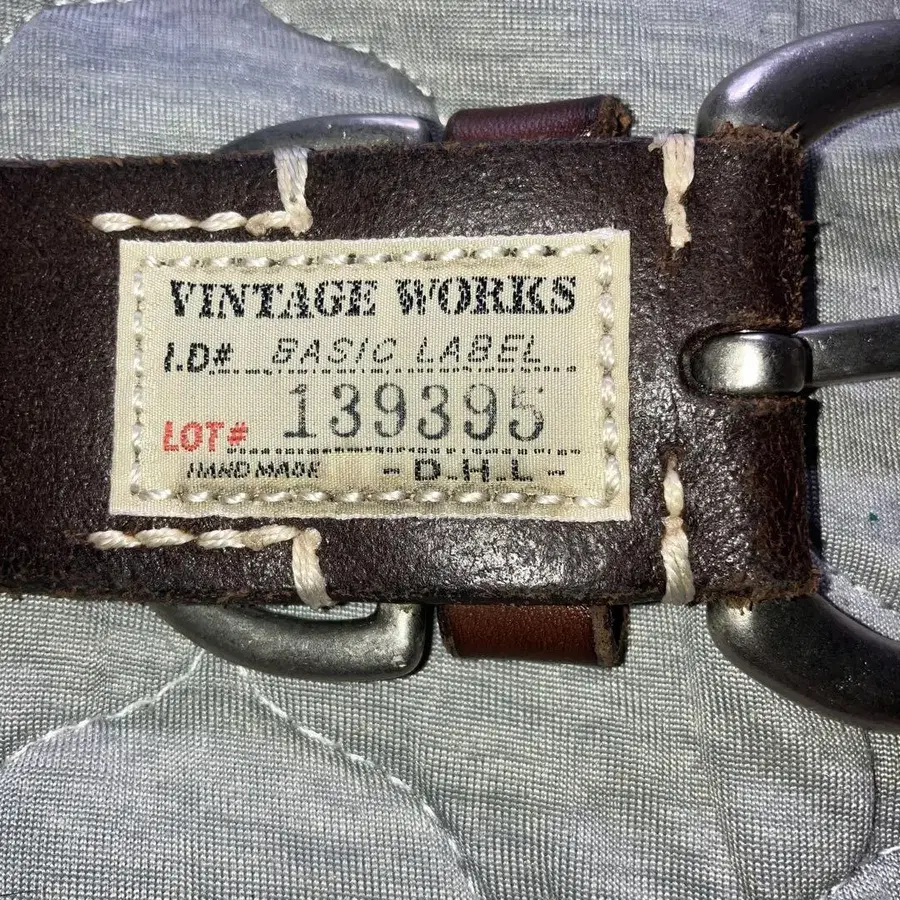 VINTAGE WORKS
I.D# BASIC LABEL
LOT# 139395
HAND MADE -D.H.L-